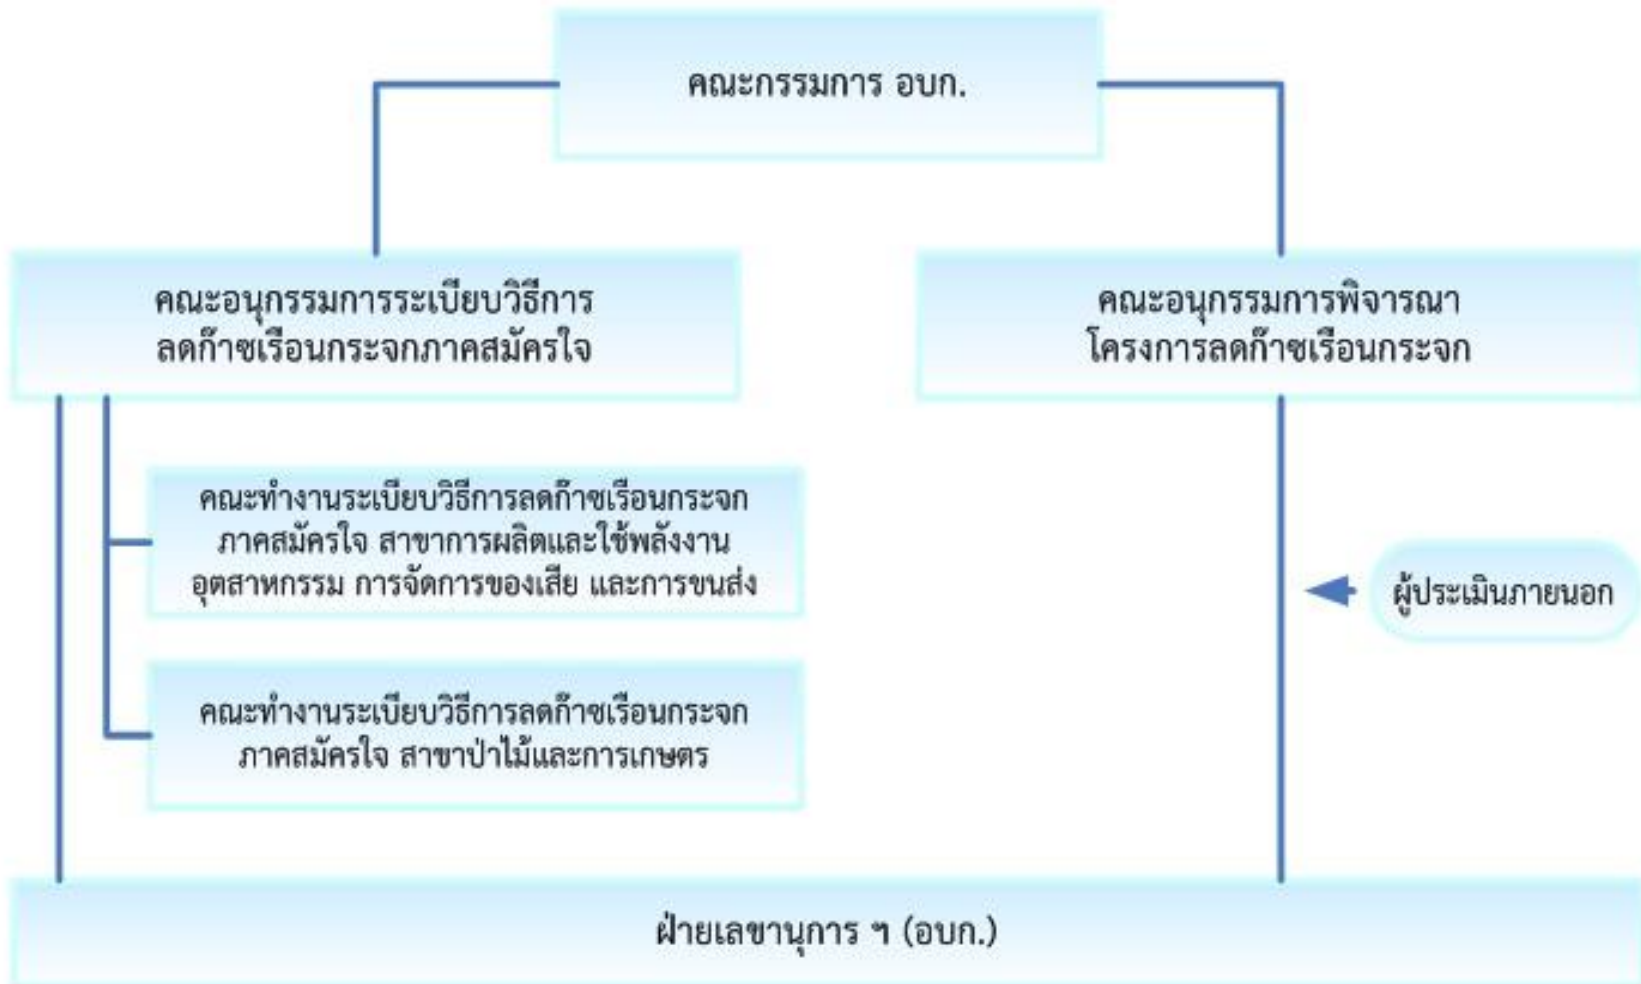 คณะกรรมการ อบก.
คณะอนุกรรมการระเบียบวิธีการ
ลดก๊าซเรือนกระจกภาคสมัครใจ
คณะอนุกรรมการพิจารณา
โครงการลดก๊าซเรือนกระจก
คณะทำงานระเบียบวิธีการลดก๊าซเรือนกระจก
ภาคสมัครใจ สาขาการผลิตและใช้พลังงาน
อุตสาหกรรม การจัดการของเสีย และการขนส่ง
ผู้ประเมินภายนอก
คณะทำงานระเบียบวิธีการลดก๊าซเรือนกระจก
ภาคสมัครใจ สาขาป่าไม้และการเกษตร
ฝ่ายเลขานุการ ฯ (อบก.)